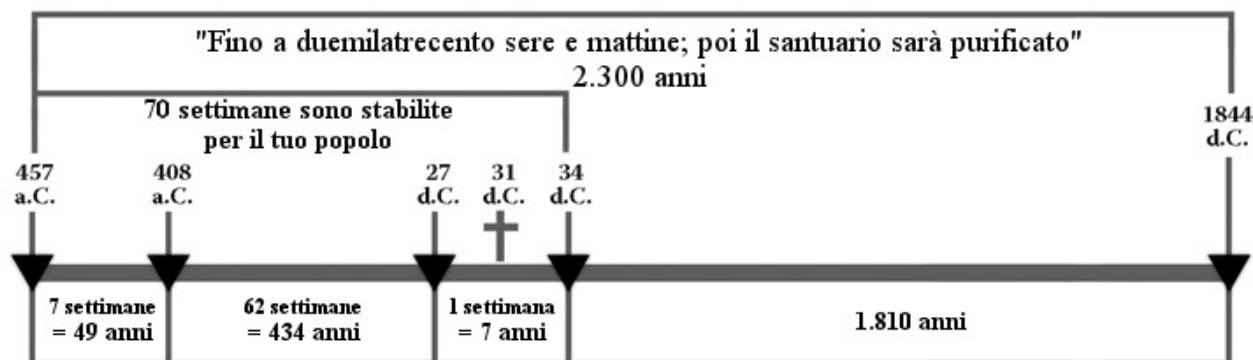 "Fino a duemilatrecento sere e mattine; poi il santuario sarà purificato"
2.300 anni
70 settimane sono stabilite
per il tuo popolo
457
a.C.
408
a.C.
27
d.C.
31
d.C.
34
d.C.
1844
d.C.
7 settimane
= 49 anni
62 settimane
= 434 anni
1 settimana
= 7 anni
1.810 anni